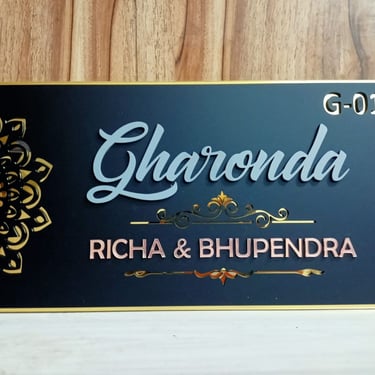 G-01
Gharonda
RICHA & BHUPENDRA